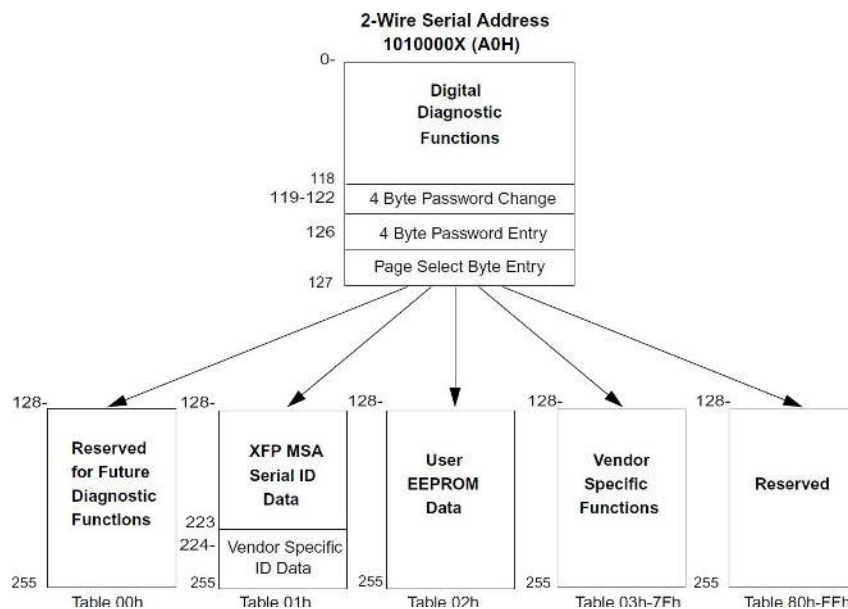 2-Wire Serial Address
1010000X (A0H)
0-
Digital
Diagnostic
Functions
118
119-122
4 Byte Password Change
126
4 Byte Password Entry
Page Select Byte Entry
127
128-
Reserved
for Future
Diagnostic
Functions
255
Table 00h
128-
XFP MSA
Serial ID
Data
223
224-
Vendor Specific
ID Data
255
Table 01h
128-
User
EEPROM
Data
255
Table 02h
128-
Vendor
Specific
Functions
255
Table 03h-7Fh
128-
Reserved
255
Table 80h-FFh